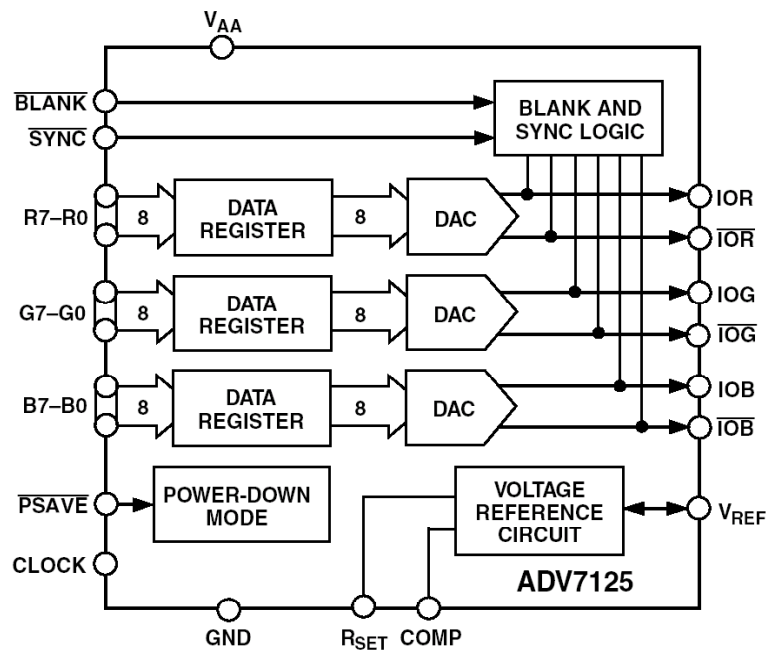 VAA
BLANK
SYNC
BLANK AND
SYNC LOGIC
R7–R0
8
DATA
REGISTER
8
DAC
IOR
IOR
G7–G0
8
DATA
REGISTER
8
DAC
IOG
IOG
B7–B0
8
DATA
REGISTER
8
DAC
IOB
IOB
PSAVE
POWER-DOWN
MODE
VOLTAGE
REFERENCE
CIRCUIT
VREF
CLOCK
ADV7125
GND
RSET
COMP